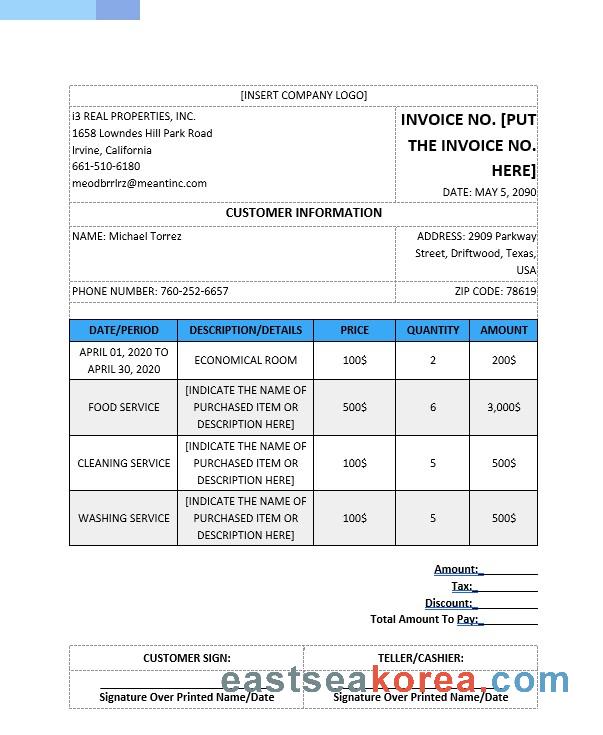 [INSERT COMPANY LOGO]
i3 REAL PROPERTIES, INC.
1658 Lowndes Hill Park Road
Irvine, California
661-510-6180
meodbrrlrz@meantinc.com
INVOICE NO. [PUT
THE INVOICE NO.
HERE]
DATE: MAY 5, 2090
CUSTOMER INFORMATION
NAME: Michael Torrez
ADDRESS: 2909 Parkway
Street, Driftwood, Texas,
USA
PHONE NUMBER: 760-252-6657
ZIP CODE: 78619
DATE/PERIOD DESCRIPTION/DETAILS PRICE QUANTITY AMOUNT
APRIL 01, 2020 TO
APRIL 30, 2020
ECONOMICAL ROOM 100$ 2 200$
FOOD SERVICE
[INDICATE THE NAME OF
PURCHASED ITEM OR
DESCRIPTION HERE]
500$ 6 3,000$
CLEANING SERVICE
[INDICATE THE NAME OF
PURCHASED ITEM OR
DESCRIPTION HERE]
100$ 5 500$
WASHING SERVICE
[INDICATE THE NAME OF
PURCHASED ITEM OR
DESCRIPTION HERE]
100$ 5 500$
Amount:
Tax:
Discount:
Total Amount To Pay:
CUSTOMER SIGN: TELLER/CASHIER:
eastseakorea.com
Signature Over Printed Name/Date Signature Over Printed Name/Date